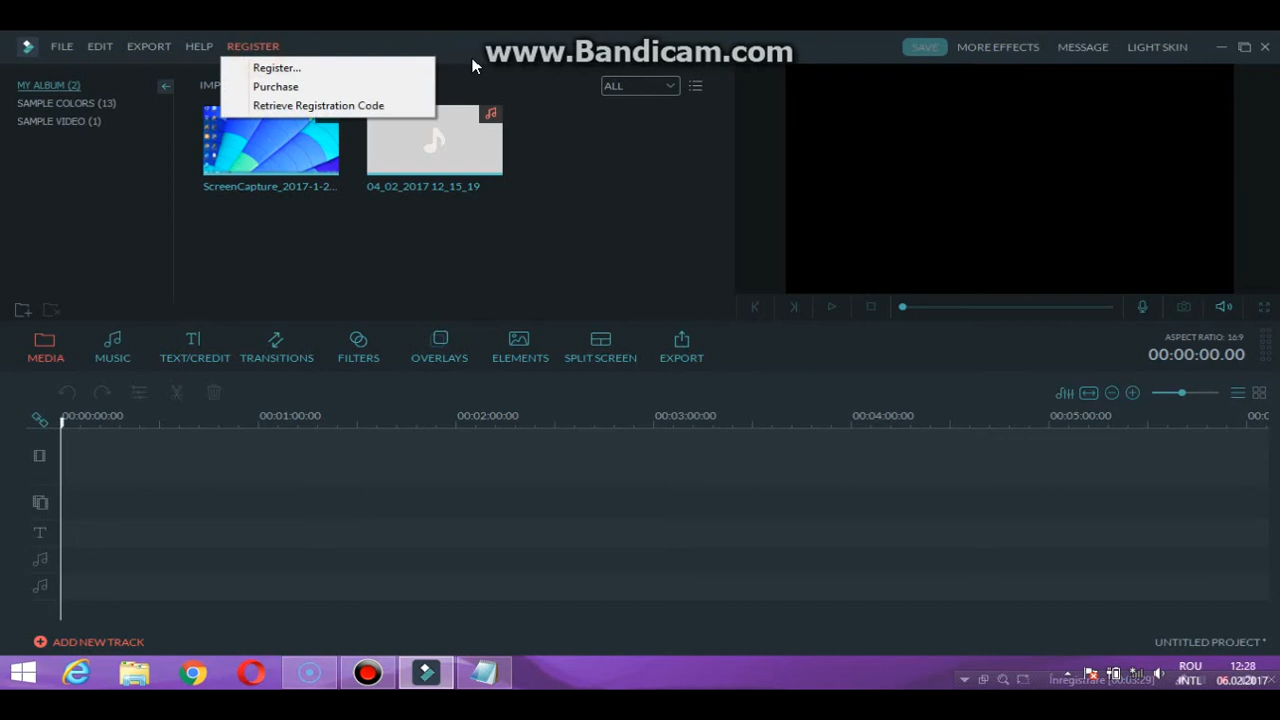 www.Bandicam.com
FILE EDIT EXPORT HELP REGISTER
SAVE MORE EFFECTS MESSAGE LIGHT SKIN
Register...
Purchase
Retrieve Registration Code
MY ALBUM (2)
SAMPLE COLORS (13)
SAMPLE VIDEO (1)
ALL
ScreenCapture_2017-1-2...
04_02_2017 12_15_19
MEDIA MUSIC TEXT/CREDIT TRANSITIONS FILTERS OVERLAYS ELEMENTS SPLIT SCREEN EXPORT
ASPECT RATIO: 16:9
00:00:00.00
00:00:00:00 00:01:00:00 00:02:00:00 00:03:00:00 00:04:00:00 00:05:00:00
ADD NEW TRACK
UNTITLED PROJECT *
ROU
INTL
12:28
06.02.2017